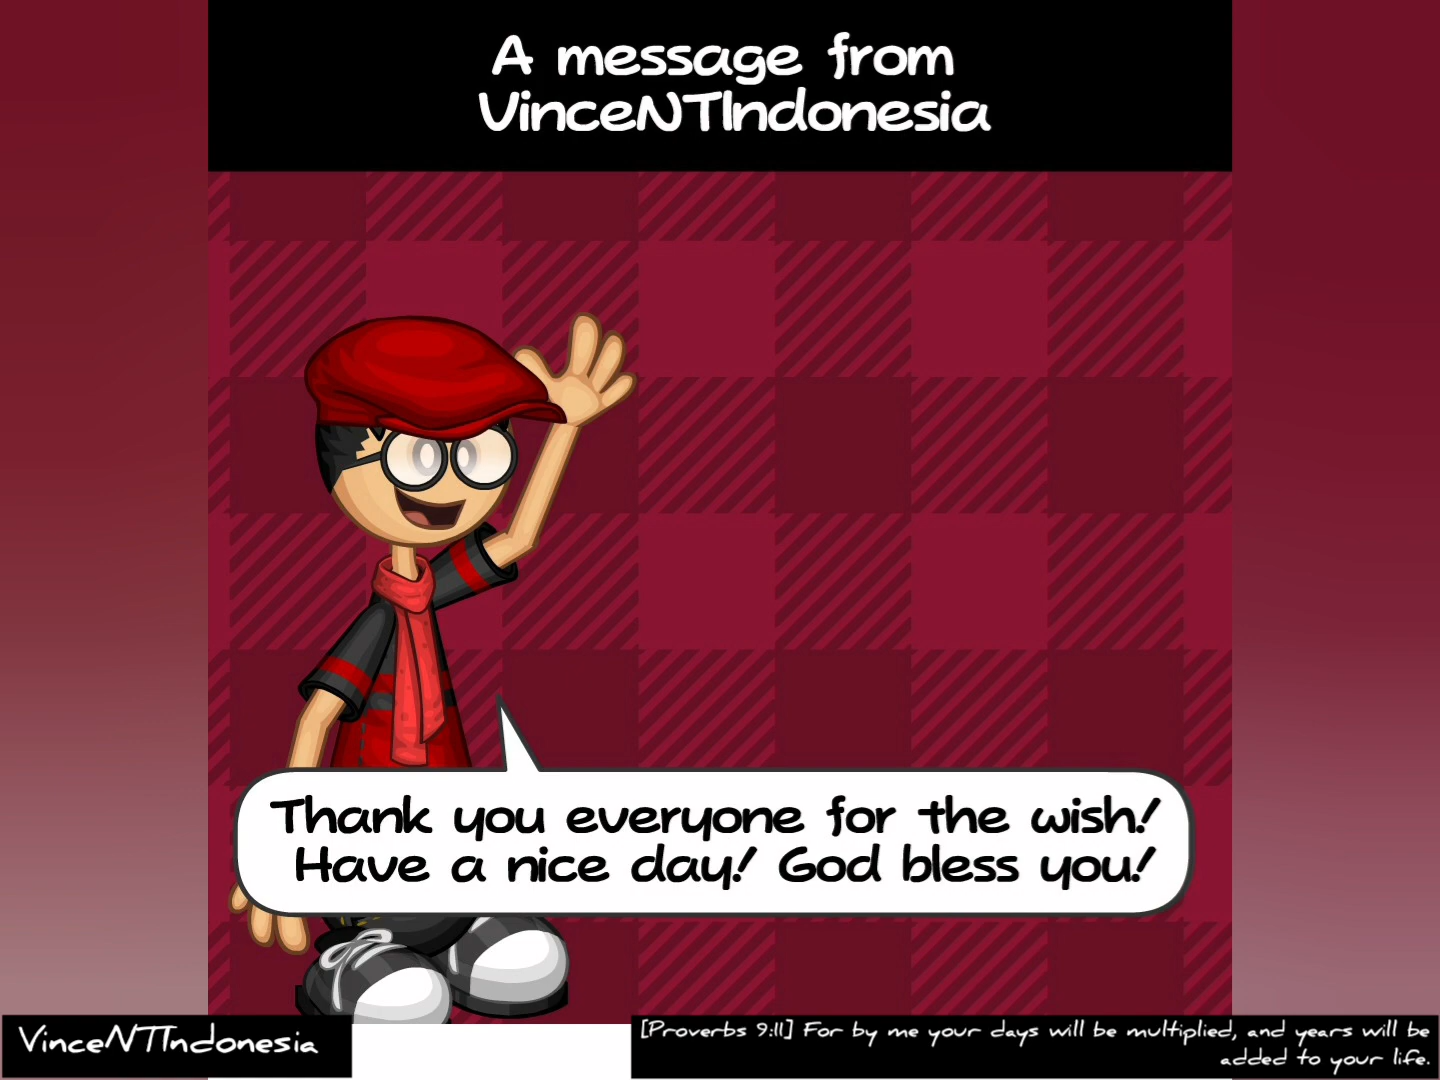 A message from
VinceNTIndonesia
Thank you everyone for the wish!
Have a nice day! God bless you!
VinceNTIndonesia
[Proverbs 9:11] For by me your days will be multiplied, and years will be
added to your life.